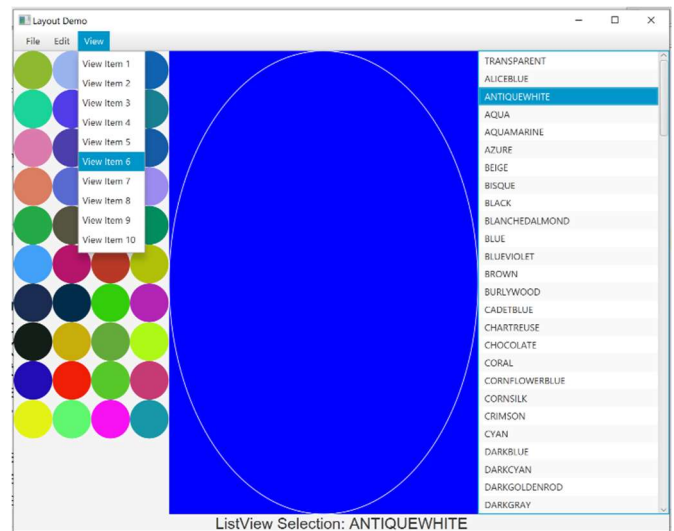 Layout Demo
File Edit View
View Item 1
View Item 2
View Item 3
View Item 4
View Item 5
View Item 6
View Item 7
View Item 8
View Item 9
View Item 10
TRANSPARENT
ALICEBLUE
ANTIQUEWHITE
AQUA
AQUAMARINE
AZURE
BEIGE
BISQUE
BLACK
BLANCHEDALMOND
BLUE
BLUEVIOLET
BROWN
BURLYWOOD
CADETBLUE
CHARTREUSE
CHOCOLATE
CORAL
CORNFLOWERBLUE
CORNSILK
CRIMSON
CYAN
DARKBLUE
DARKCYAN
DARKGOLDENROD
DARKGRAY
ListView Selection: ANTIQUEWHITE